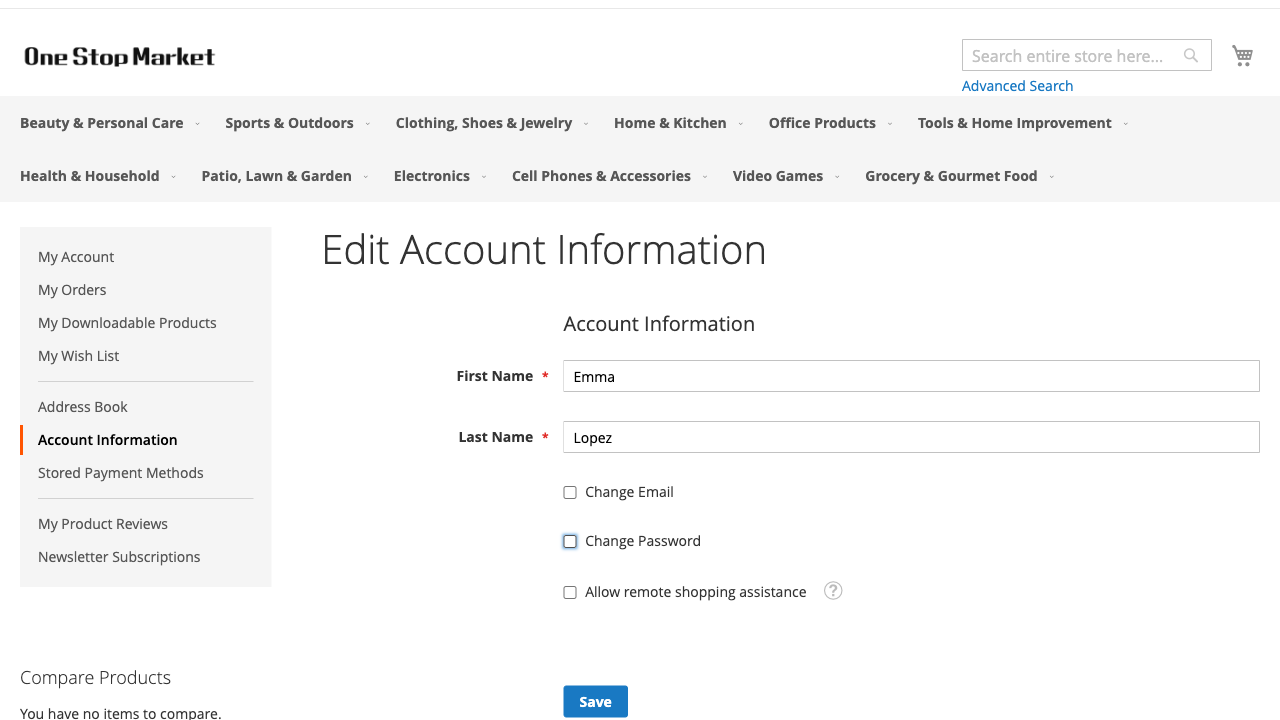 One Stop Market
Search entire store here...
Advanced Search
Beauty & Personal Care Sports & Outdoors Clothing, Shoes & Jewelry Home & Kitchen Office Products Tools & Home Improvement
Health & Household Patio, Lawn & Garden Electronics Cell Phones & Accessories Video Games Grocery & Gourmet Food
My Account
My Orders
My Downloadable Products
My Wish List
Address Book
Account Information
Stored Payment Methods
My Product Reviews
Newsletter Subscriptions
Edit Account Information
Account Information
First Name * Emma
Last Name * Lopez
Change Email
Change Password
Allow remote shopping assistance ?
Save
Compare Products
You have no items to compare.